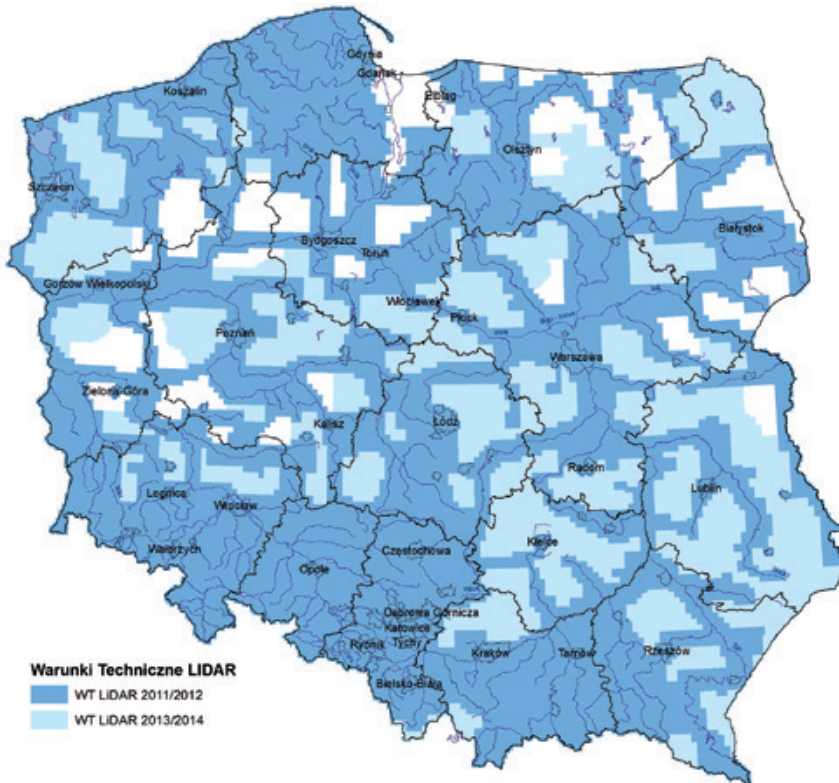 Gdynia
Gdańsk
Koszalin
Elbląg
Olsztyn
Szczecin
Białystok
Bydgoszcz
Toruń
Gorzów Wielkopolski
Włocławek
Płock
Poznań
Warszawa
Zielona Góra
Kalisz
Łódź
Radom
Lublin
Legnica
Wrocław
Wałbrzych
Kielce
Częstochowa
Opole
Dąbrowa Górnicza
Katowice
Tychy
Rybnik
Kraków
Tarnów
Rzeszów
Bielsko-Biała
Warunki Techniczne LIDAR
WT LiDAR 2011/2012
WT LiDAR 2013/2014